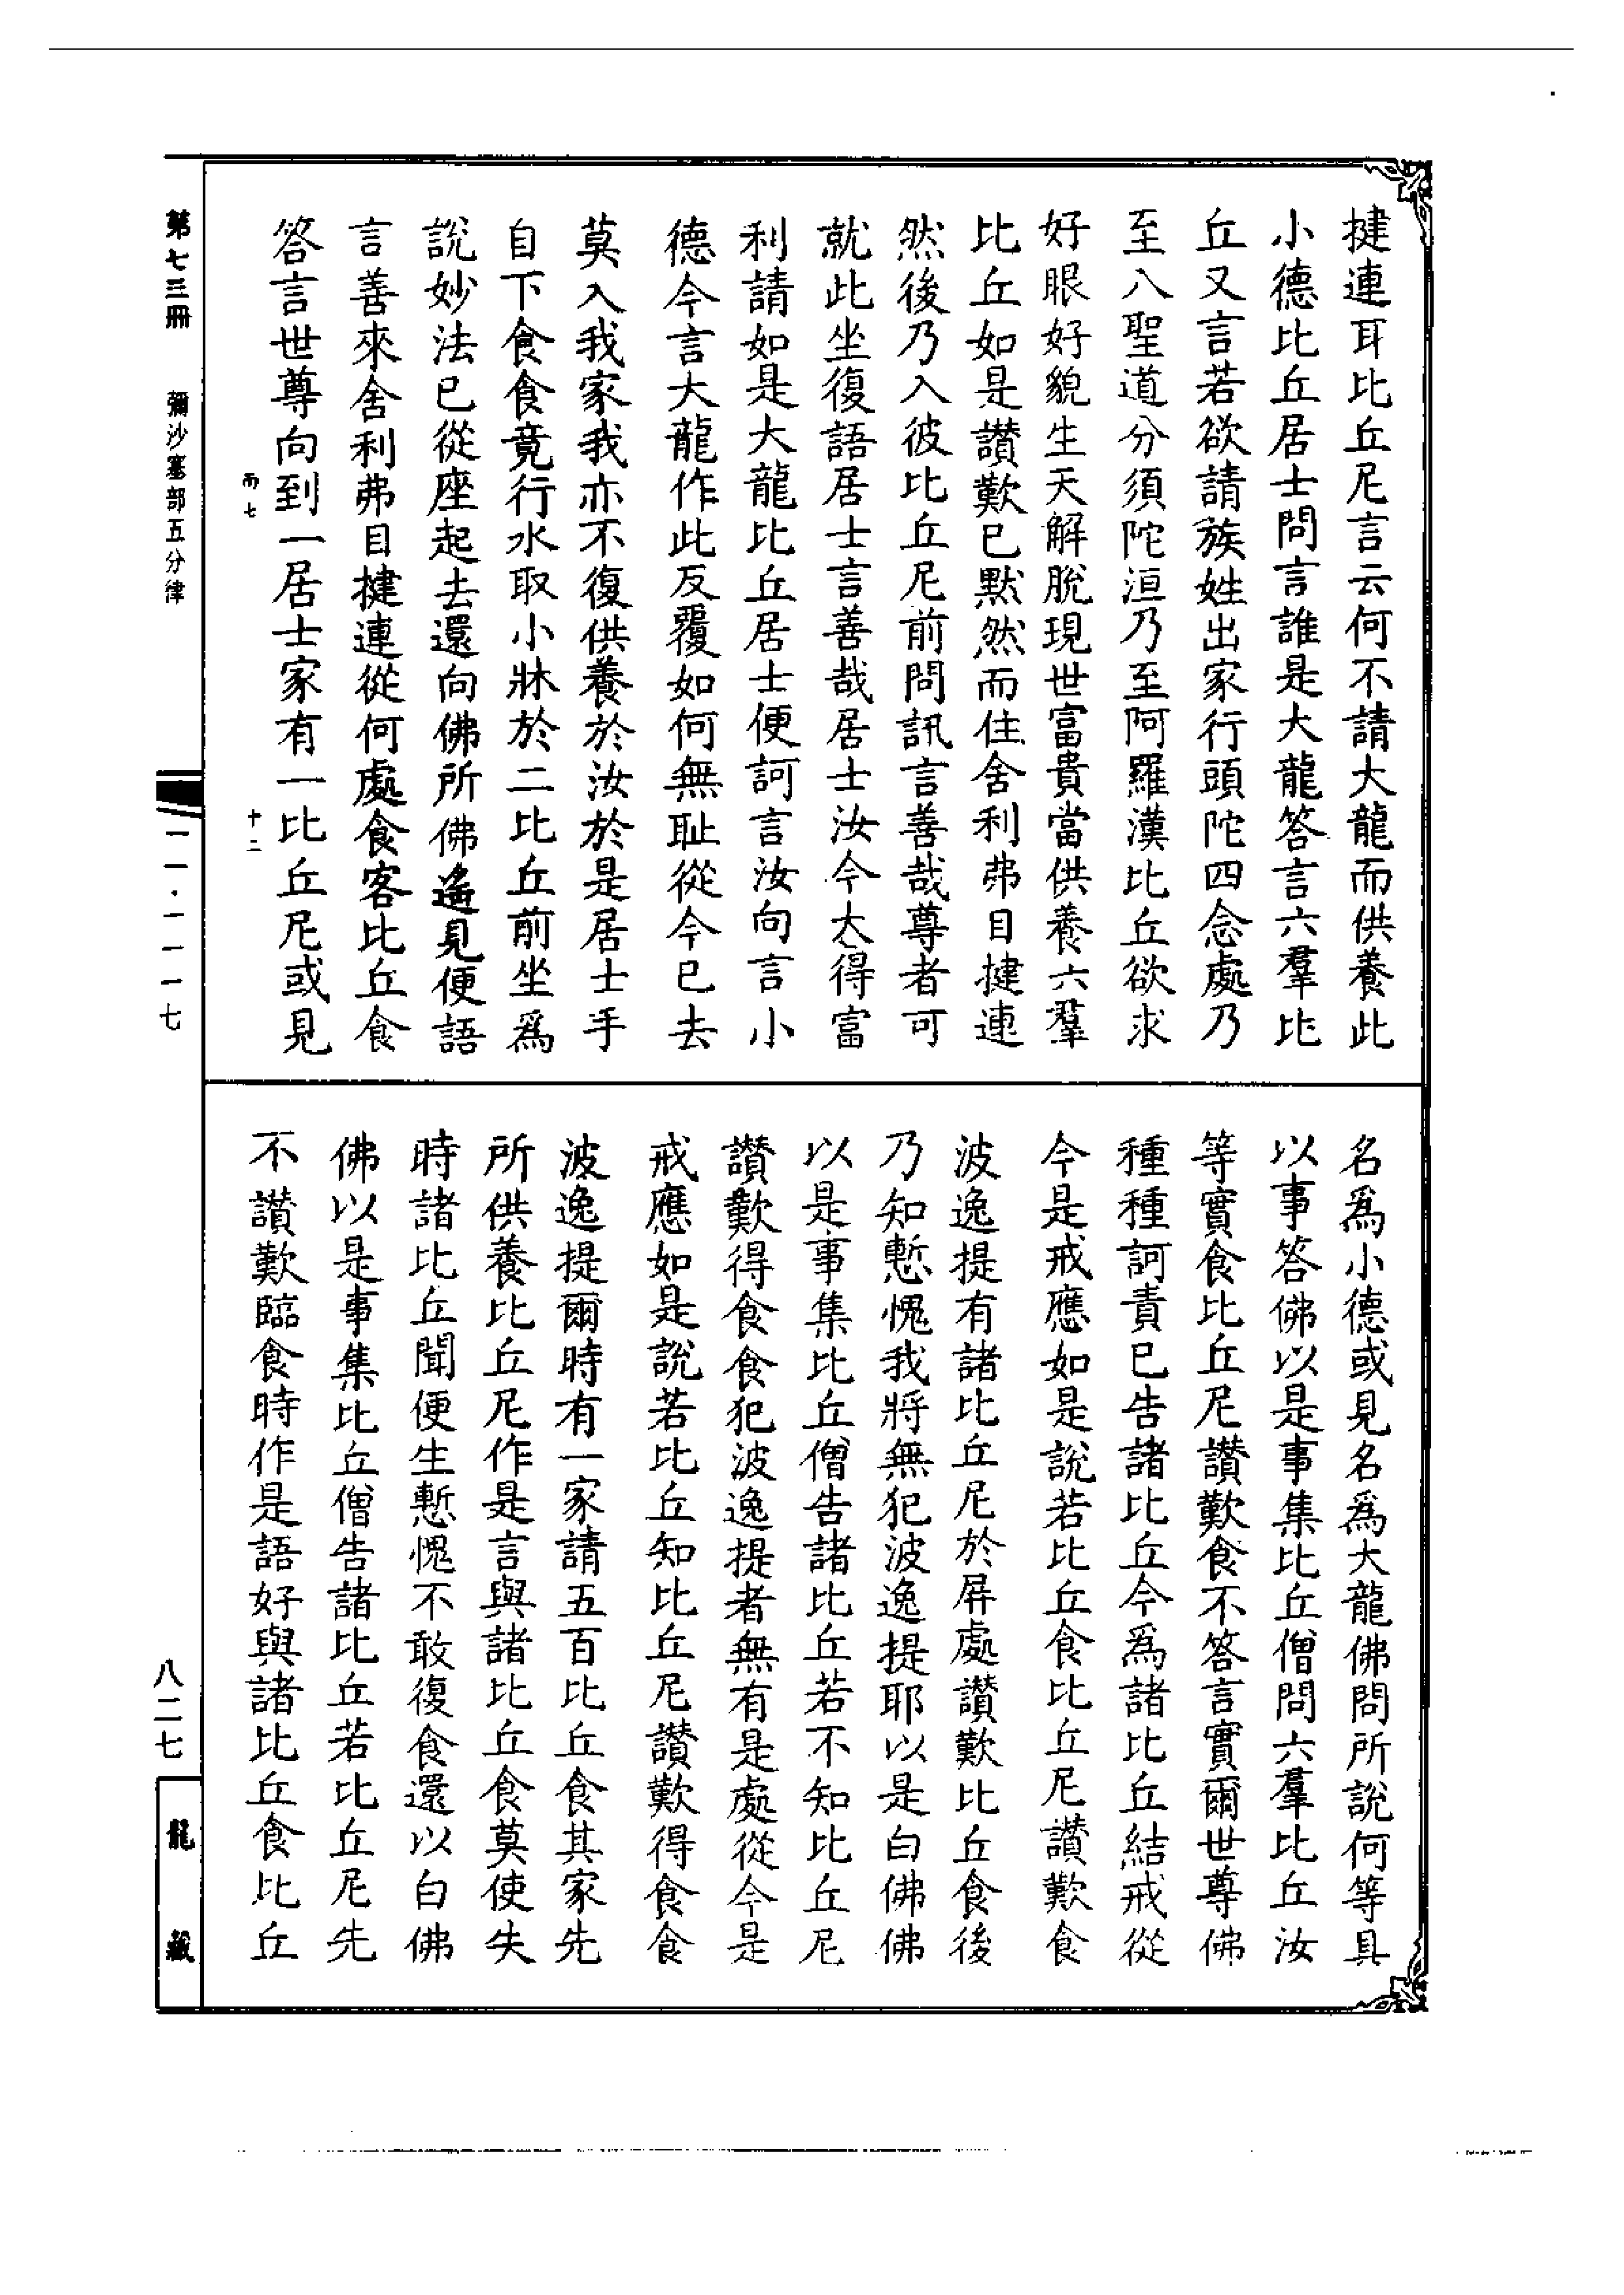 揵連耳比丘尼言云何不請大龍而供養此
小德比丘居士問言誰是大龍答言六羣比
丘又言若欲請族姓出家行頭陀四念處乃
至八聖道分須陀洹乃至阿羅漢比丘欲求
好眼好貌生天解脫現世富貴當供養六羣
比丘如是讚歎已默然而住舍利弗目揵連
然後乃入彼比丘尼前問訊言善哉尊者可
就此坐復語居士言善哉居士汝今大得富
利請如是大龍比丘居士便訶言汝向言小
德今言大龍作此反覆如何無耻從今已去
莫入我家我亦不復供養於汝於是居士手
自下食食竟行水取小牀於二比丘前坐爲
說妙法已從座起去還向佛所佛遙見便語
言善來舍利弗目揵連從何處食客比丘食
答言世尊向到一居士家有一比丘尼或見
名爲小德或見名爲大龍佛問所說何等具
以事答佛以是事集比丘僧問六羣比丘汝
等實食比丘尼讚歎食不答言實爾世尊佛
種種訶責已告諸比丘今爲諸比丘結戒從
今是戒應如是說若比丘食比丘尼讚歎食
波逸提有諸比丘尼於屏處讚歎比丘食後
乃知慙愧我將無犯波逸提耶以是白佛佛
以是事集比丘僧告諸比丘若不知比丘尼
讚歎得食食犯波逸提者無有是處從今是
戒應如是說若比丘知比丘尼讚歎得食食
波逸提爾時有一家請五百比丘食其家先
所供養比丘尼作是言與諸比丘食莫使失
時諸比丘聞便生慙愧不敢復食還以白佛
佛以是事集比丘僧告諸比丘若比丘尼先
不讚歎臨食時作是語好與諸比丘食比丘
而七 十二
第七三冊 彌沙塞部五分律
一一·一一一七
八二七
龍藏